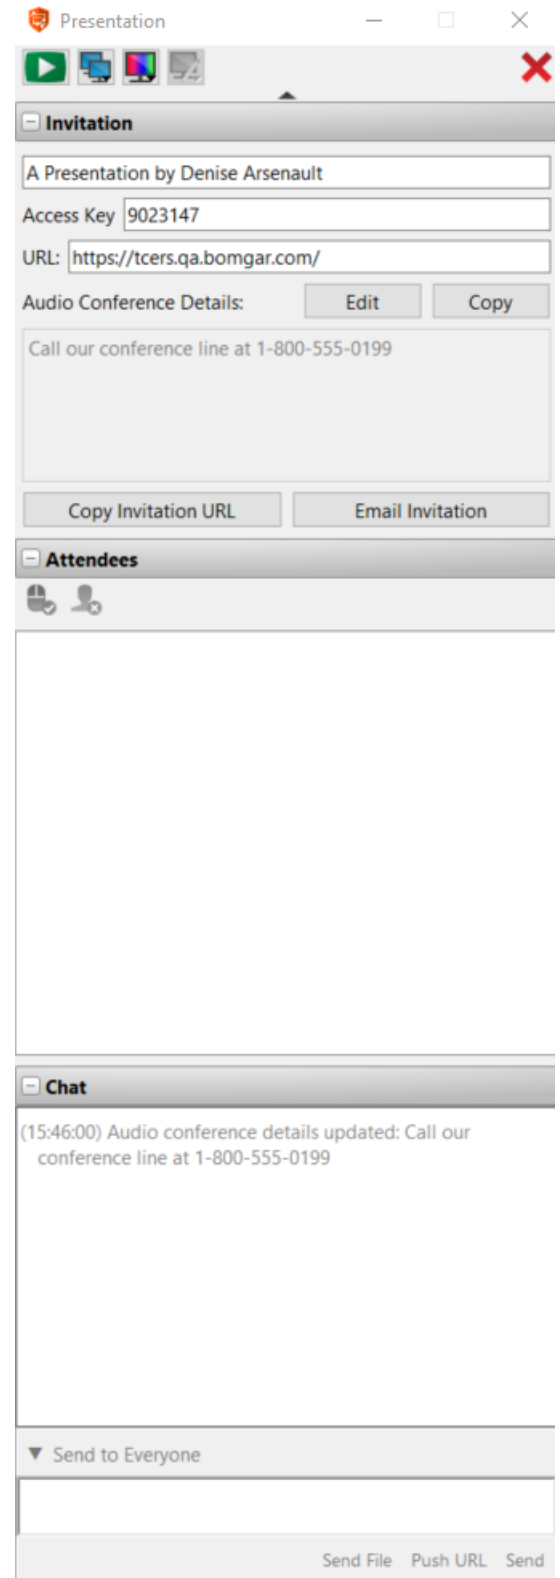 Presentation
Invitation
A Presentation by Denise Arsenault
Access Key 9023147
URL: https://tcers.qa.bomgar.com/
Audio Conference Details: Edit Copy
Call our conference line at 1-800-555-0199
Copy Invitation URL Email Invitation
Attendees
Chat
(15:46:00) Audio conference details updated: Call our
conference line at 1-800-555-0199
Send to Everyone
Send File Push URL Send